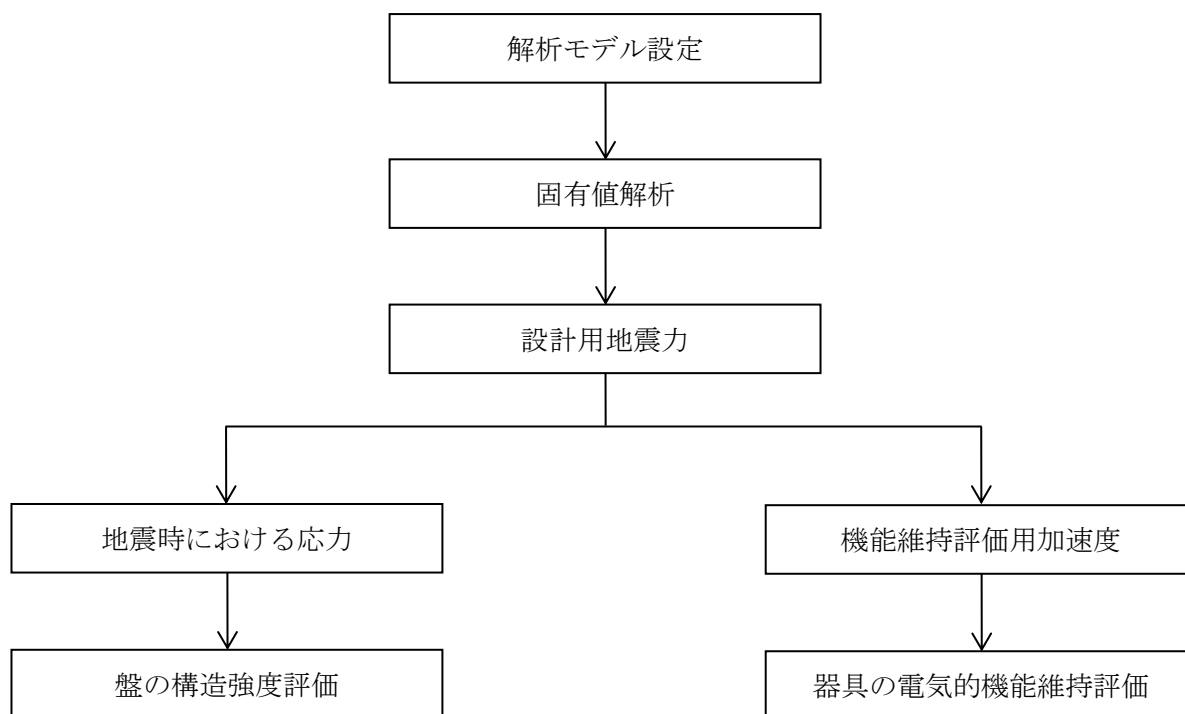 解析モデル設定
固有値解析
設計用地震力
地震時における応力
機能維持評価用加速度
盤の構造強度評価
器具の電気的機能維持評価